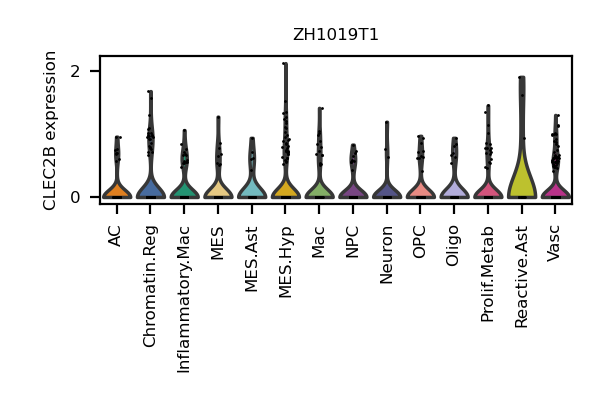 ZH1019T1
CLEC2B expression
2
0
AC
Chromatin.Reg
Inflammatory.Mac
MES
MES.Ast
MES.Hyp
Mac
NPC
Neuron
OPC
Oligo
Prolif.Metab
Reactive.Ast
Vasc